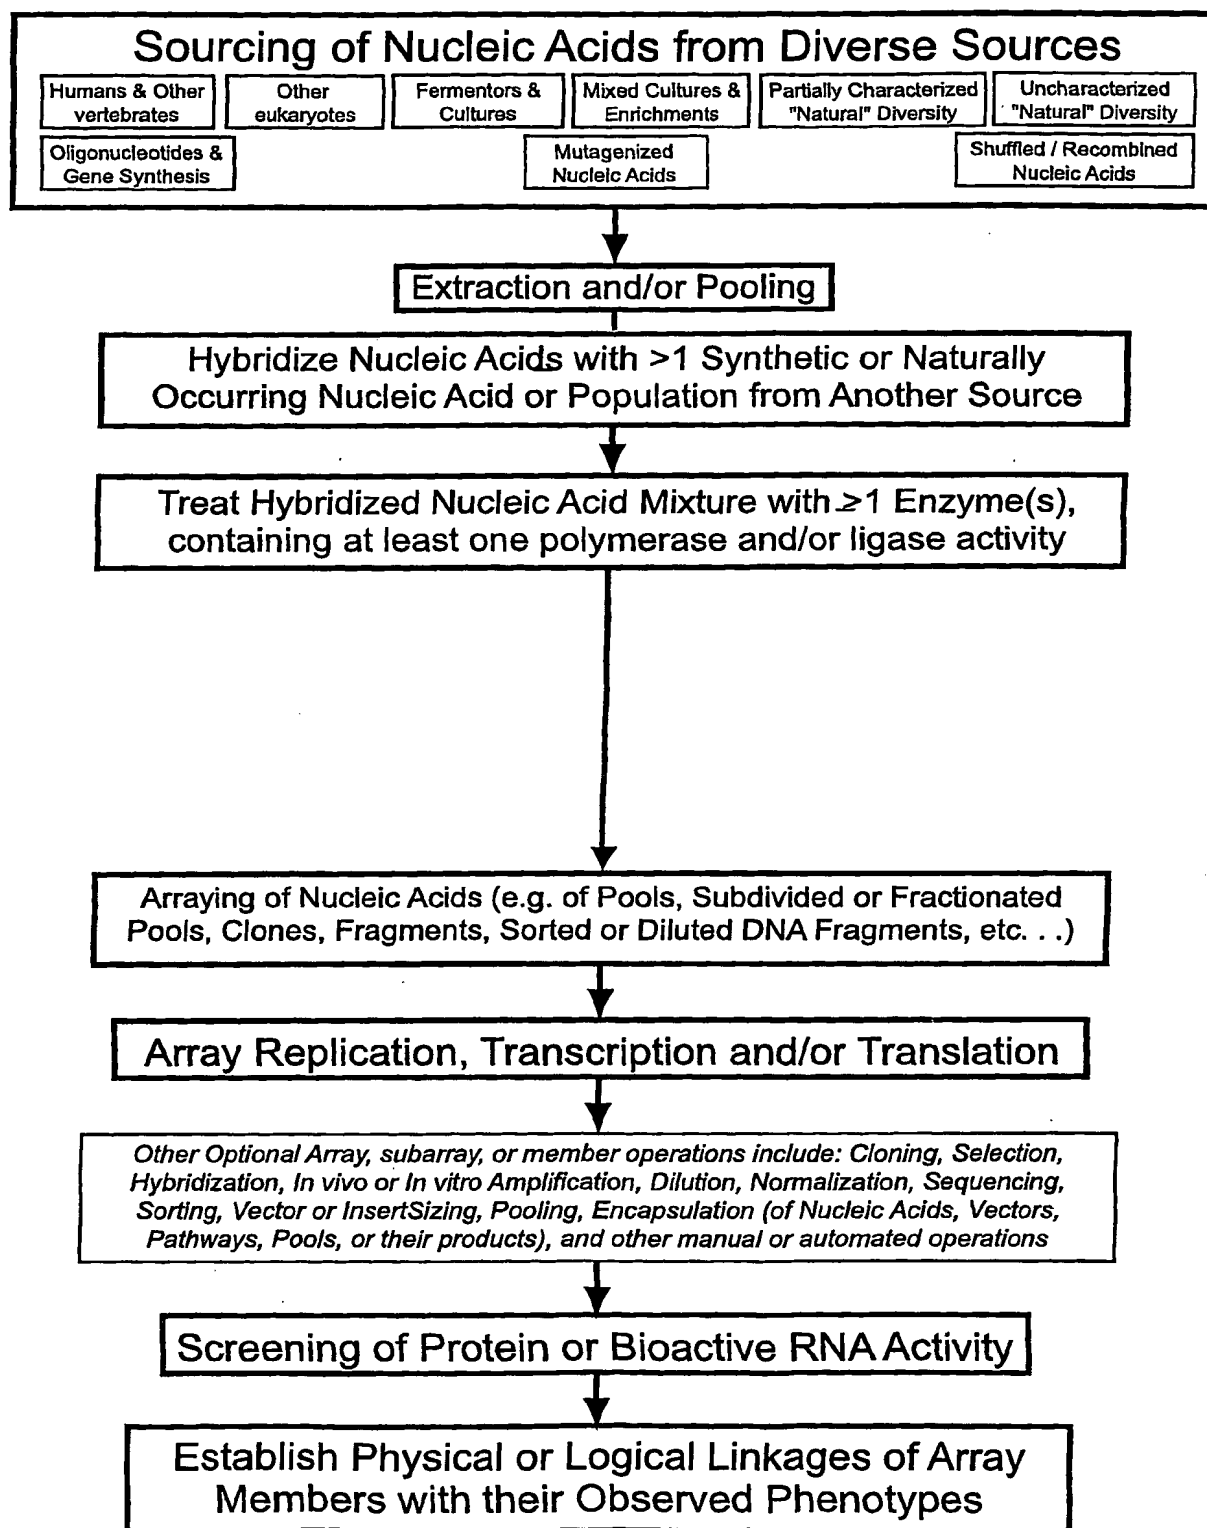 Sourcing of Nucleic Acids from Diverse Sources
Humans & Other
vertebrates
Other
eukaryotes
Fermentors &
Cultures
Mixed Cultures &
Enrichments
Partially Characterized
"Natural" Diversity
Uncharacterized
"Natural" Diversity
Oligonucleotides &
Gene Synthesis
Mutagenized
Nucleic Acids
Shuffled / Recombined
Nucleic Acids
Extraction and/or Pooling
Hybridize Nucleic Acids with >1 Synthetic or Naturally
Occurring Nucleic Acid or Population from Another Source
Treat Hybridized Nucleic Acid Mixture with ≥1 Enzyme(s),
containing at least one polymerase and/or ligase activity
Arraying of Nucleic Acids (e.g. of Pools, Subdivided or Fractionated
Pools, Clones, Fragments, Sorted or Diluted DNA Fragments, etc. . .)
Array Replication, Transcription and/or Translation
Other Optional Array, subarray, or member operations include: Cloning, Selection,
Hybridization, In vivo or In vitro Amplification, Dilution, Normalization, Sequencing,
Sorting, Vector or InsertSizing, Pooling, Encapsulation (of Nucleic Acids, Vectors,
Pathways, Pools, or their products), and other manual or automated operations
Screening of Protein or Bioactive RNA Activity
Establish Physical or Logical Linkages of Array
Members with their Observed Phenotypes